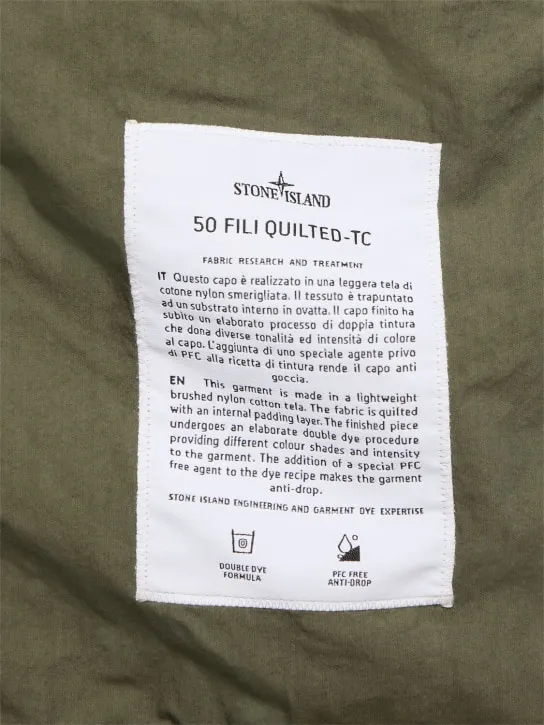 STONE ISLAND
50 FILI QUILTED-TC
FABRIC RESEARCH AND TREATMENT
IT Questo capo è realizzato in una leggera tela di
cotone nylon smerigliata. Il tessuto è trapuntato
ad un substrato interno in ovatta. Il capo finito ha
subìto un elaborato processo di doppia tintura
che dona diverse tonalità ed intensità di colore
al capo. L'aggiunta di uno speciale agente privo
di PFC alla ricetta di tintura rende il capo anti
goccia.
EN This garment is made in a lightweight
brushed nylon cotton tela. The fabric is quilted
with an internal padding layer. The finished piece
undergoes an elaborate double dye procedure
providing different colour shades and intensity
to the garment. The addition of a special PFC
free agent to the dye recipe makes the garment
anti-drop.
STONE ISLAND ENGINEERING AND GARMENT DYE EXPERTISE
DOUBLE DYE
FORMULA
PFC FREE
ANTI-DROP